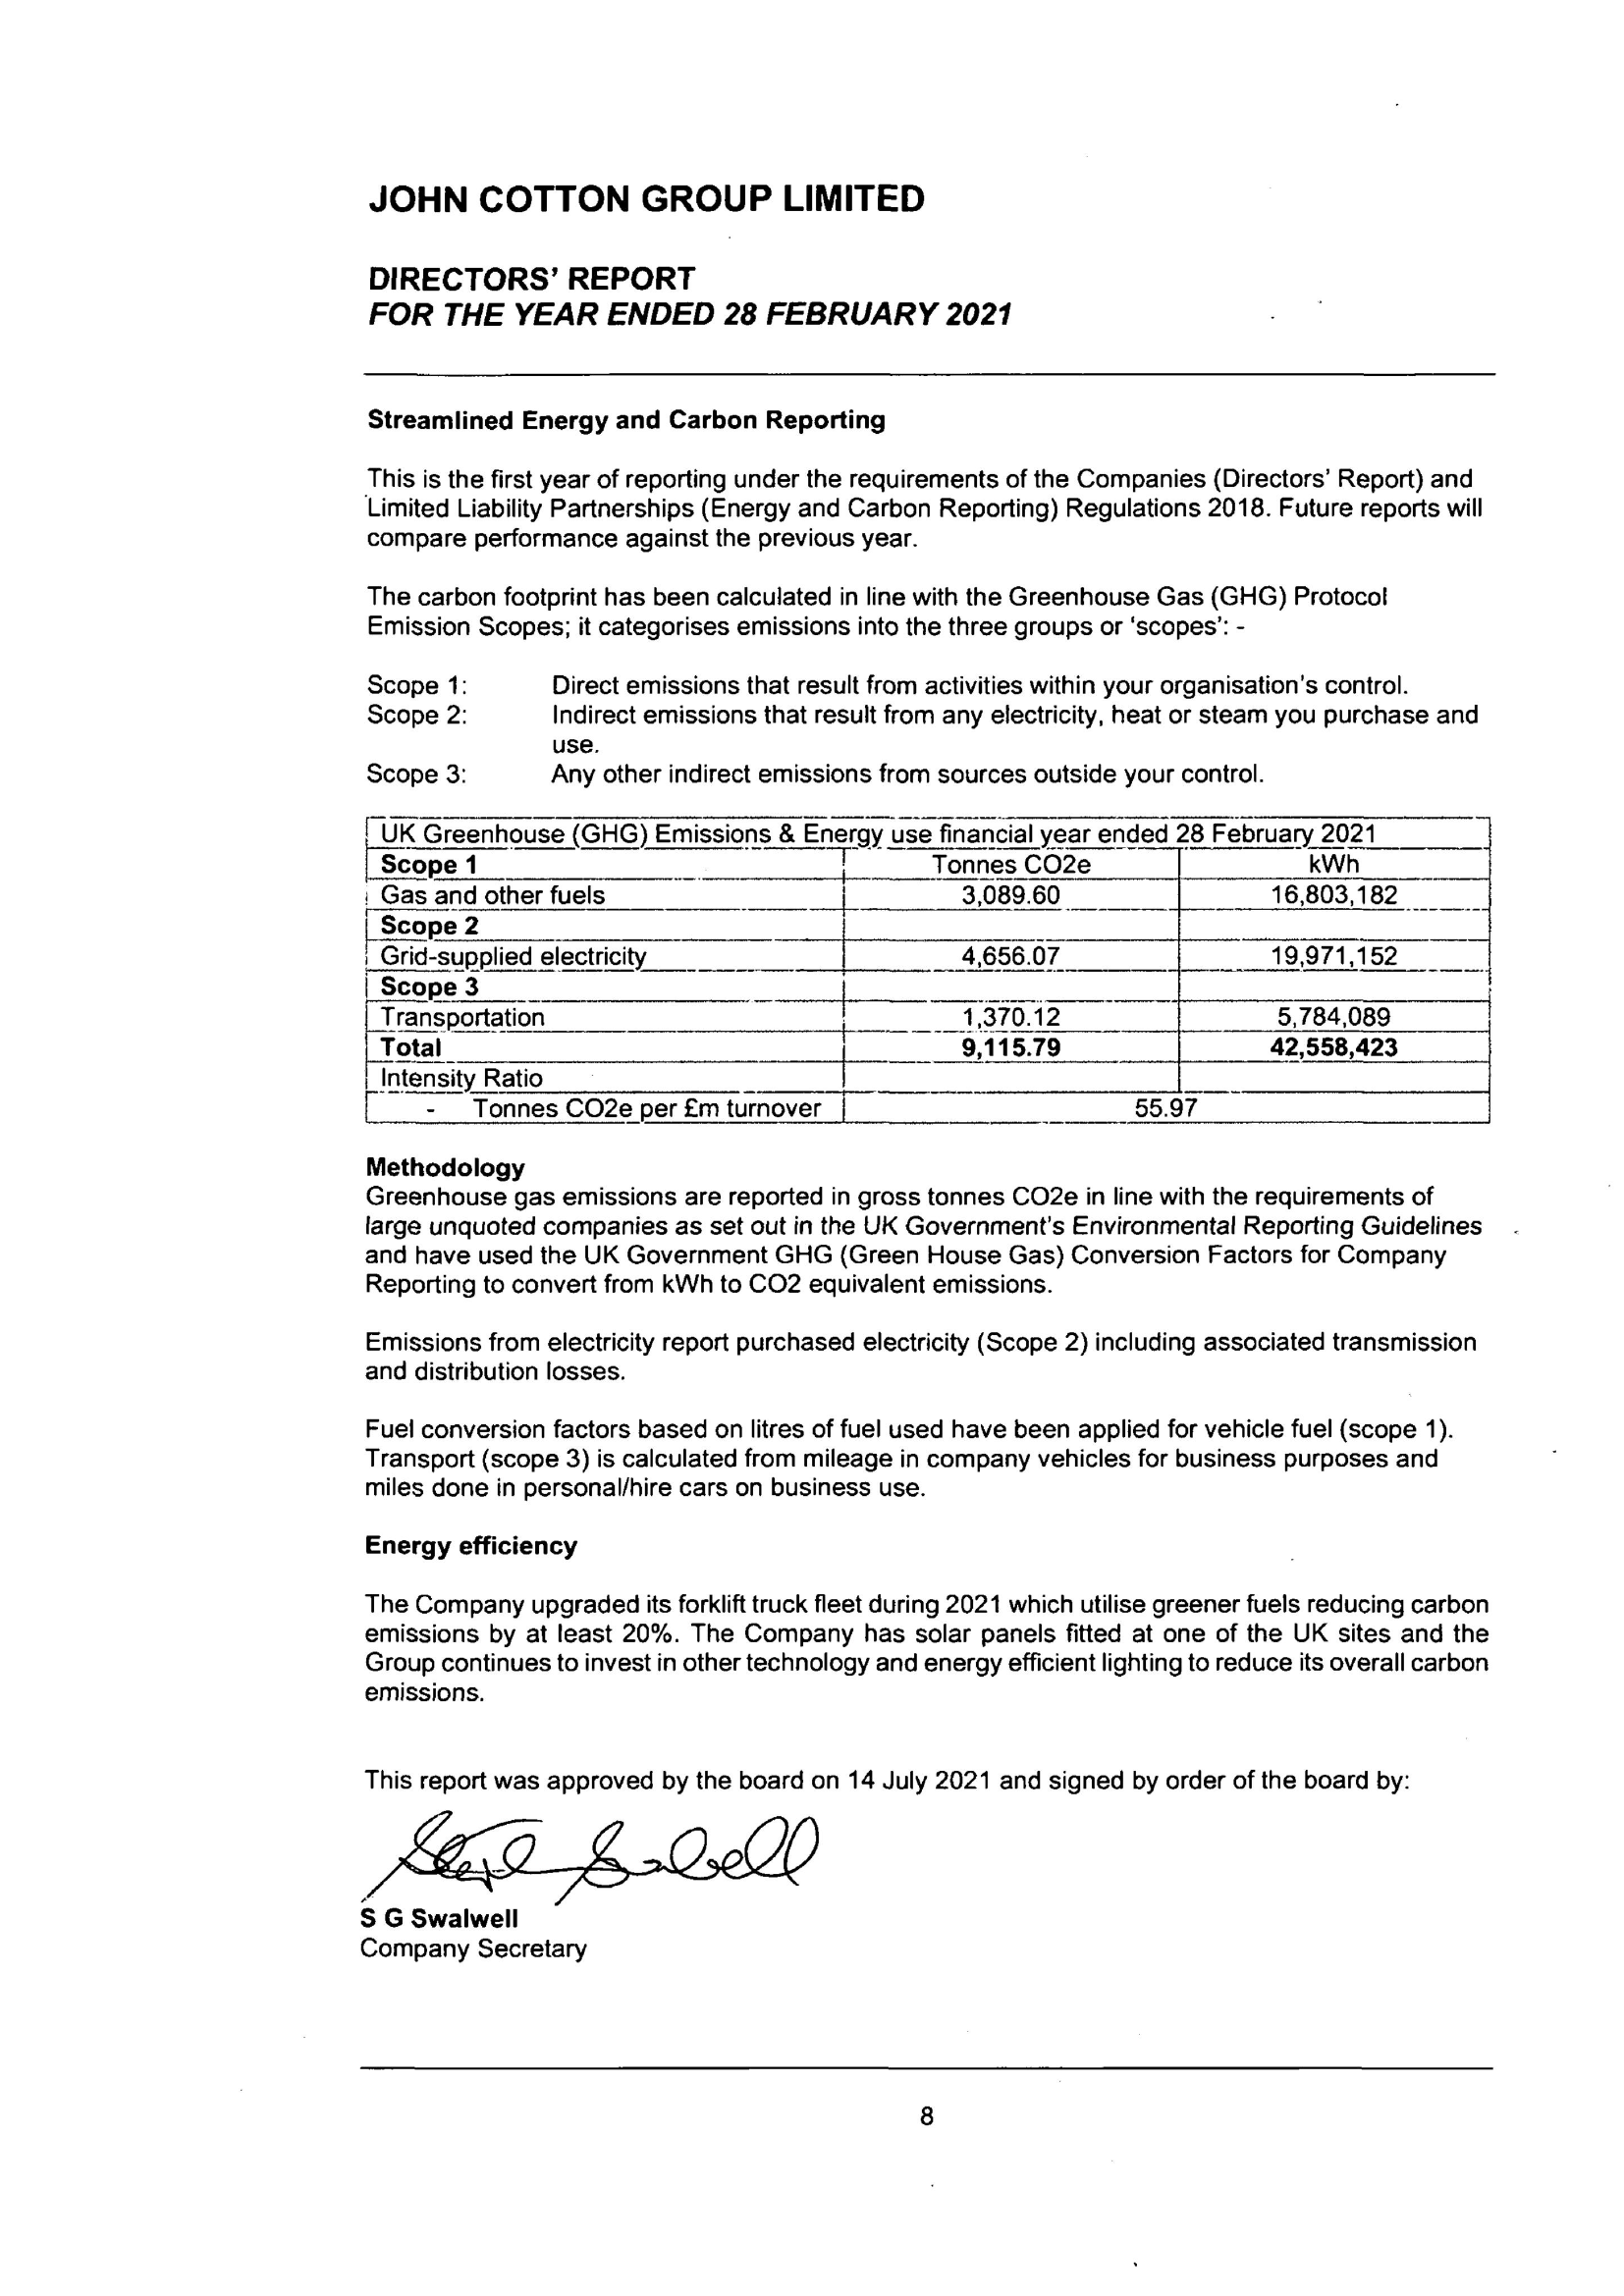 JOHN COTTON GROUP LIMITED
DIRECTORS' REPORT
FOR THE YEAR ENDED 28 FEBRUARY 2021
Streamlined Energy and Carbon Reporting
This is the first year of reporting under the requirements of the Companies (Directors' Report) and
Limited Liability Partnerships (Energy and Carbon Reporting) Regulations 2018. Future reports will
compare performance against the previous year.
The carbon footprint has been calculated in line with the Greenhouse Gas (GHG) Protocol
Emission Scopes; it categorises emissions into the three groups or 'scopes': -
Scope 1: Direct emissions that result from activities within your organisation's control.
Scope 2: Indirect emissions that result from any electricity, heat or steam you purchase and
use.
Scope 3: Any other indirect emissions from sources outside your control.
UK Greenhouse (GHG) Emissions & Energy use financial year ended 28 February 2021
Scope 1 Tonnes CO2e kWh
Gas and other fuels 3,089.60 16,803,182
Scope 2
Grid-supplied electricity 4,656.07 19,971,152
Scope 3
Transportation 1,370.12 5,784,089
Total 9,115.79 42,558,423
Intensity Ratio
- Tonnes CO2e per £m turnover 55.97
Methodology
Greenhouse gas emissions are reported in gross tonnes CO2e in line with the requirements of
large unquoted companies as set out in the UK Government's Environmental Reporting Guidelines
and have used the UK Government GHG (Green House Gas) Conversion Factors for Company
Reporting to convert from kWh to CO2 equivalent emissions.
Emissions from electricity report purchased electricity (Scope 2) including associated transmission
and distribution losses.
Fuel conversion factors based on litres of fuel used have been applied for vehicle fuel (scope 1).
Transport (scope 3) is calculated from mileage in company vehicles for business purposes and
miles done in personal/hire cars on business use.
Energy efficiency
The Company upgraded its forklift truck fleet during 2021 which utilise greener fuels reducing carbon
emissions by at least 20%. The Company has solar panels fitted at one of the UK sites and the
Group continues to invest in other technology and energy efficient lighting to reduce its overall carbon
emissions.
This report was approved by the board on 14 July 2021 and signed by order of the board by:
S G Swalwell
Company Secretary
8